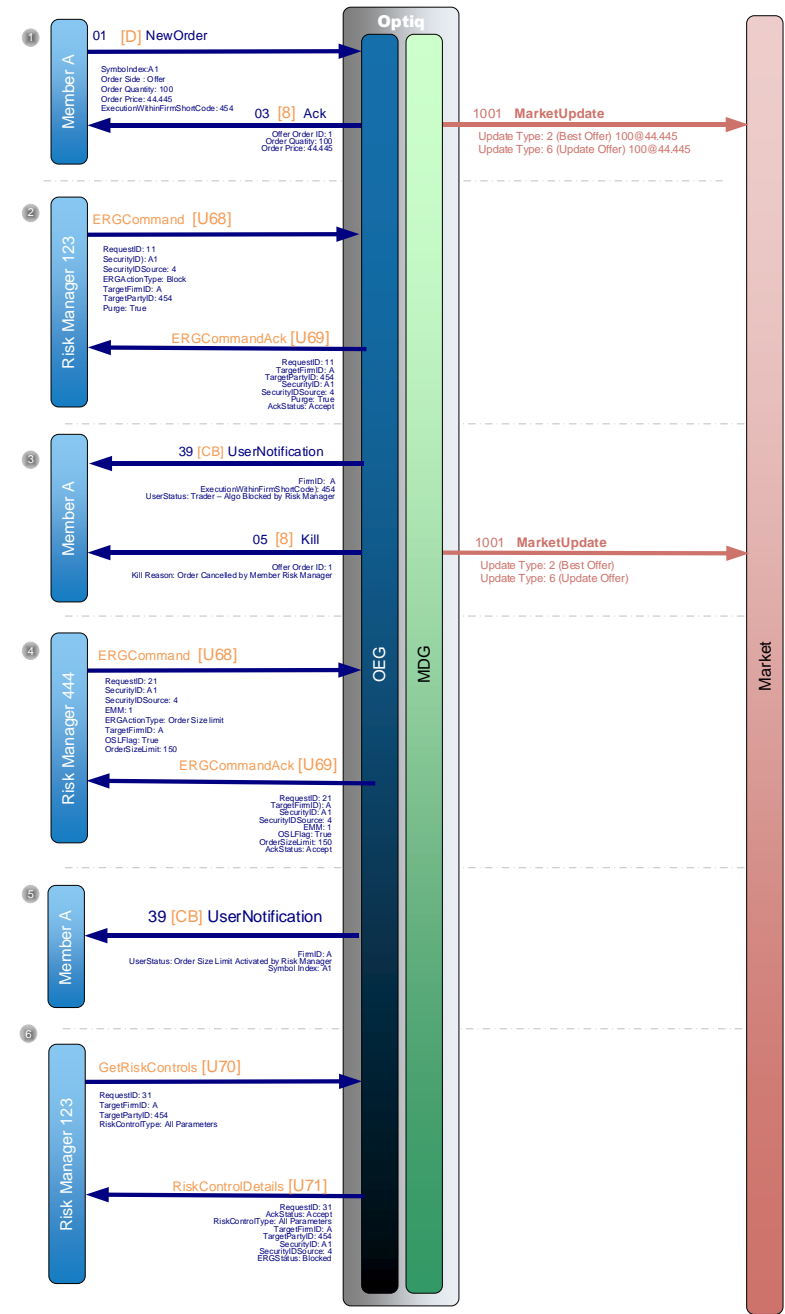 Optiq
1
Member A
01 [D] NewOrder
SymbolIndex:A1
Order Side : Offer
Order Quantity: 100
Order Price: 44.445
ExecutionWithinFirmShortCode: 454
03 [8] Ack
Offer Order ID: 1
Order Quatity: 100
Order Price: 44.445
1001 MarketUpdate
Update Type: 2 (Best Offer) 100@44.445
Update Type: 6 (Update Offer) 100@44.445
2
Risk Manager 123
ERGCommand [U68]
RequestID: 11
SecurityID): A1
SecurityIDSource: 4
ERGActionType: Block
TargetFirmID: A
TargetPartyID: 454
Purge: True
ERGCommandAck [U69]
RequestID: 11
TargetFirmID: A
TargetPartyID: 454
SecurityID: A1
SecurityIDSource: 4
Purge: True
AckStatus: Accept
3
Member A
39 [CB] UserNotification
FirmID: A
ExecutionWithinFirmShortCode): 454
UserStatus: Trader – Algo Blocked by Risk Manager
05 [8] Kill
Offer Order ID: 1
Kill Reason: Order Cancelled by Member Risk Manager
1001 MarketUpdate
Update Type: 2 (Best Offer)
Update Type: 6 (Update Offer)
4
Risk Manager 444
ERGCommand [U68]
RequestID: 21
SecurityID: A1
SecurityIDSource: 4
EMM: 1
ERGActionType: Order Size limit
TargetFirmID: A
OSLFlag: True
OrderSizeLimit: 150
ERGCommandAck [U69]
RequestID: 21
TargetFirmID): A
SecurityID: A1
SecurityIDSource: 4
EMM: 1
OSLFlag: True
OrderSizeLimit: 150
AckStatus: Accept
OEG
MDG
Market
5
Member A
39 [CB] UserNotification
FirmID: A
UserStatus: Order Size Limit Activated by Risk Manager
Symbol Index: A1
6
Risk Manager 123
GetRiskControls [U70]
RequestID: 31
TargetFirmID: A
TargetPartyID: 454
RiskControlType: All Parameters
RiskControlDetails [U71]
RequestID: 31
AckStatus: Accept
RiskControlType: All Parameters
TargetFirmID: A
TargetPartyID: 454
SecurityID: A1
SecurityIDSource: 4
ERGStatus: Blocked